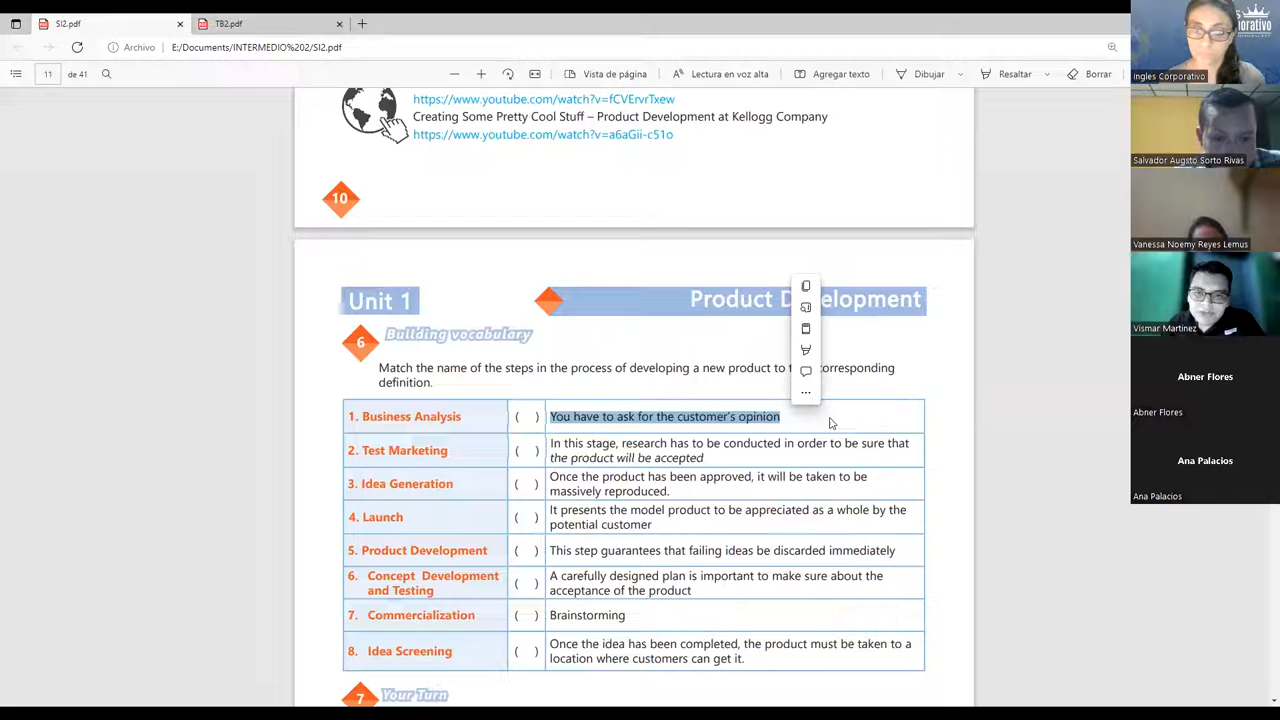 SI2.pdf
TB2.pdf
Archivo
E:/Documents/INTERMEDIO%202/SI2.pdf
11
de 41
Vista de página
Lectura en voz alta
Agregar texto
Dibujar
Resaltar
Borrar
https://www.youtube.com/watch?v=fCVErvrTxew
Creating Some Pretty Cool Stuff – Product Development at Kellogg Company
https://www.youtube.com/watch?v=a6aGii-c51o
10
Unit 1
Product D elopment
6
Building vocabulary
Match the name of the steps in the process of developing a new product to t corresponding
definition.
1. Business Analysis ( ) You have to ask for the customer's opinion
2. Test Marketing ( ) In this stage, research has to be conducted in order to be sure that
the product will be accepted
3. Idea Generation ( ) Once the product has been approved, it will be taken to be
massively reproduced.
4. Launch ( ) It presents the model product to be appreciated as a whole by the
potential customer
5. Product Development ( ) This step guarantees that failing ideas be discarded immediately
6. Concept Development
and Testing ( ) A carefully designed plan is important to make sure about the
acceptance of the product
7. Commercialization ( ) Brainstorming
8. Idea Screening ( ) Once the idea has been completed, the product must be taken to a
location where customers can get it.
7
Your Turn
Ingles Corporativo
Salvador Augsto Sorto Rivas
Vanessa Noemy Reyes Lemus
Vismar Martinez
Abner Flores
Abner Flores
Ana Palacios
Ana Palacios